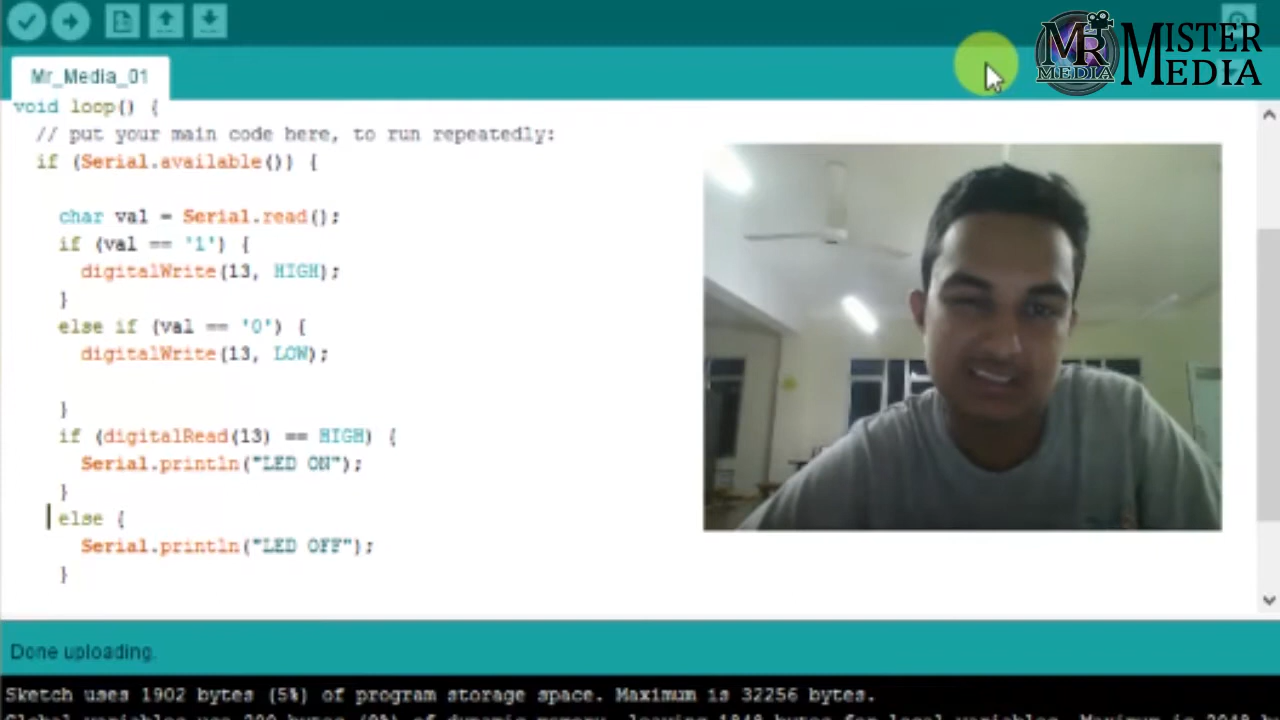 MR
MEDIA
MISTER
MEDIA
Mr_Media_01
void loop() {
// put your main code here, to run repeatedly:
if (Serial.available()) {
char val = Serial.read();
if (val == '1') {
digitalWrite(13, HIGH);
}
else if (val == '0') {
digitalWrite(13, LOW);
}
if (digitalRead(13) == HIGH) {
Serial.println("LED ON");
}
else {
Serial.println("LED OFF");
}
Done uploading.
Sketch uses 1902 bytes (5%) of program storage space. Maximum is 32256 bytes.